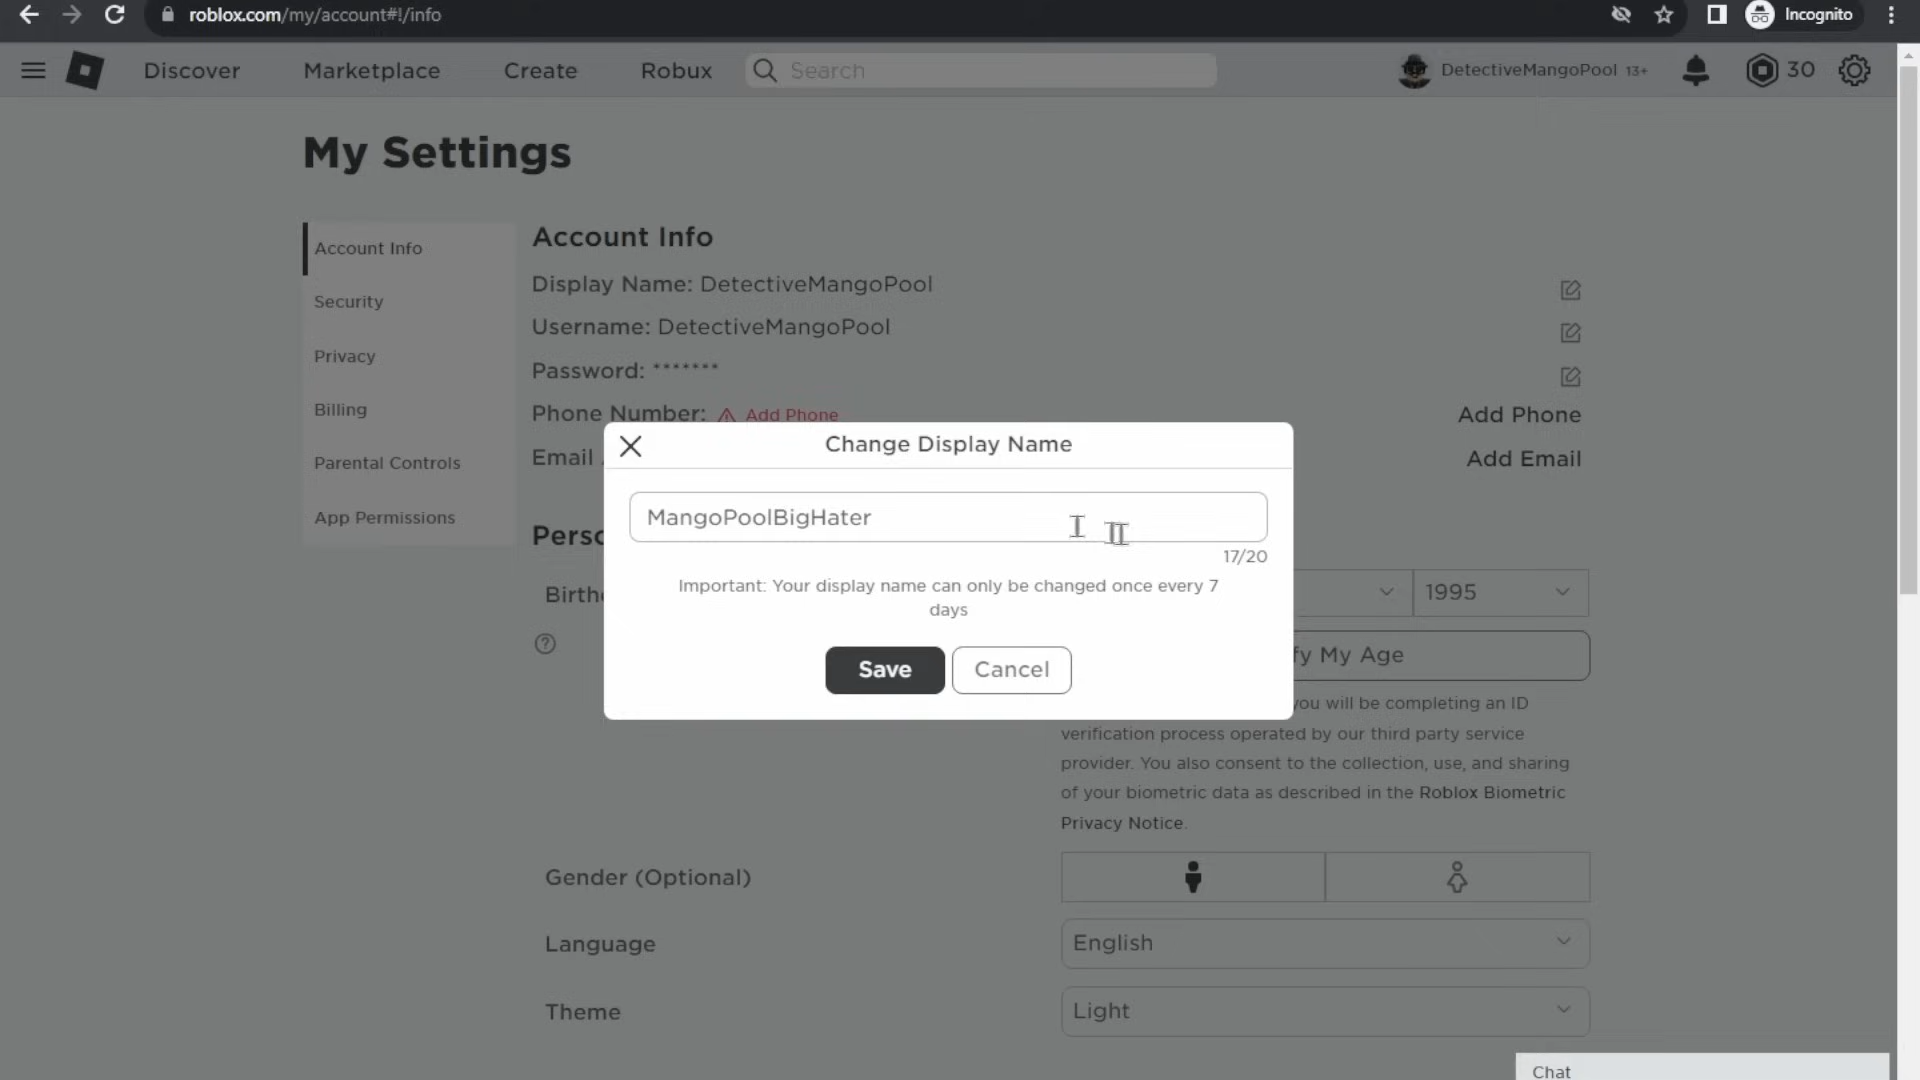 roblox.com/my/account#!/info
Incognito
Discover
Marketplace
Create
Robux
Search
DetectiveMangoPool 13+
30
My Settings
Account Info
Security
Privacy
Billing
Parental Controls
App Permissions
Account Info
Display Name: DetectiveMangoPool
Username: DetectiveMangoPool
Password: *******
Phone Number: Add Phone
Add Phone
Email
Add Email
Change Display Name
MangoPoolBigHater
17/20
Important: Your display name can only be changed once every 7
days
Save
Cancel
Perso
Birth
1995
fy My Age
you will be completing an ID
verification process operated by our third party service
provider. You also consent to the collection, use, and sharing
of your biometric data as described in the Roblox Biometric
Privacy Notice.
Gender (Optional)
Language
English
Theme
Light
Chat